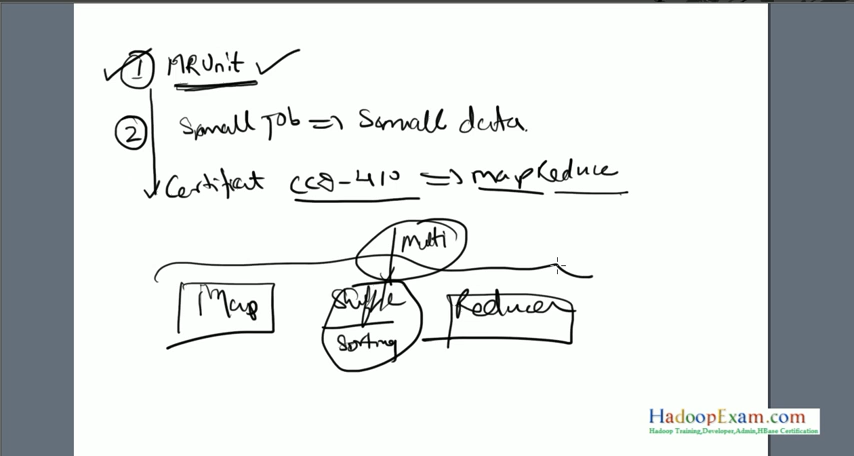 1 MRUnit
2 Small Job => Small data.
Certificat CCD-410 => MapReduce
Multi
Map Shuffle Reducer
Sorting
HadoopExam.com
Hadoop Training,Developer,Admin,HBase Certification